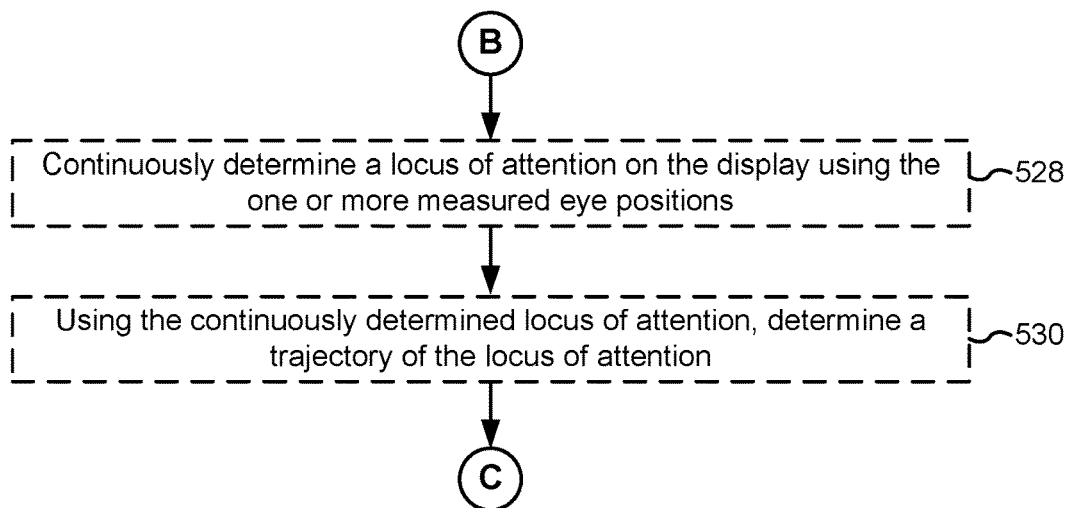 B
Continuously determine a locus of attention on the display using the
one or more measured eye positions
528
Using the continuously determined locus of attention, determine a
trajectory of the locus of attention
530
C